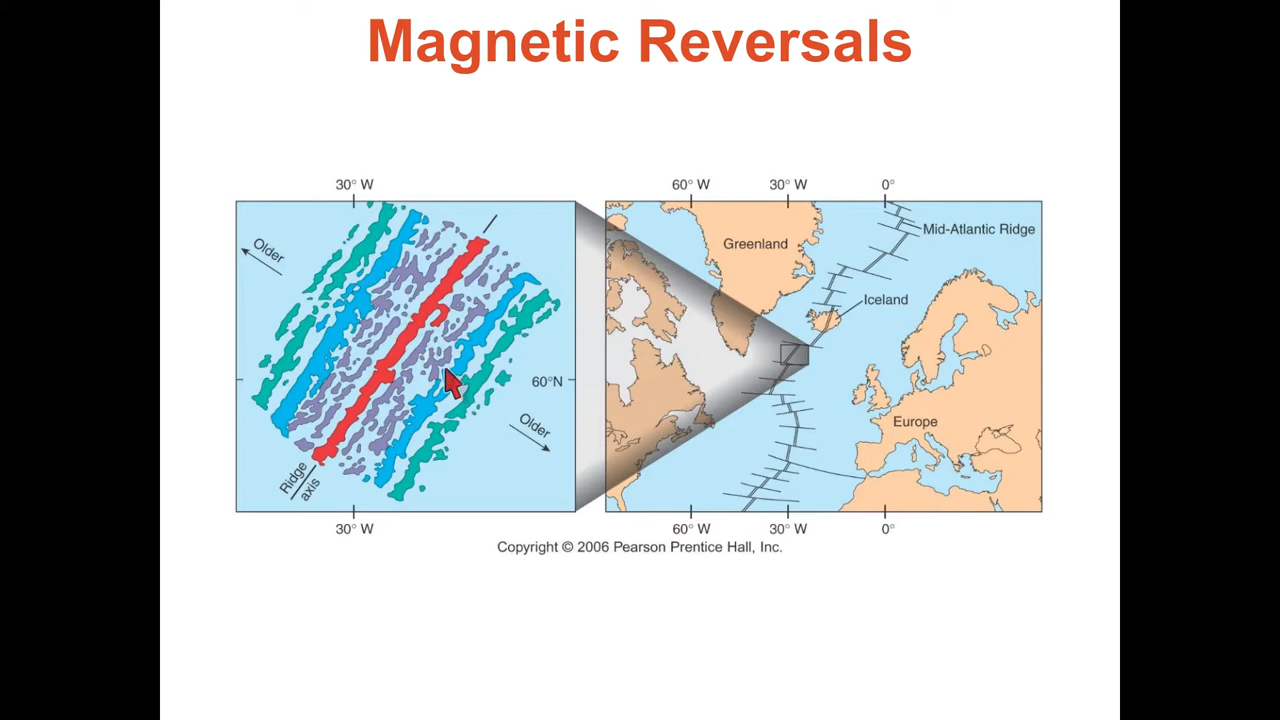 Magnetic Reversals
30° W
60° W
30° W
0°
Older
Greenland
Mid-Atlantic Ridge
Iceland
60°N
Older
Europe
Ridge
axis
30° W
60° W
30° W
0°
Copyright © 2006 Pearson Prentice Hall, Inc.